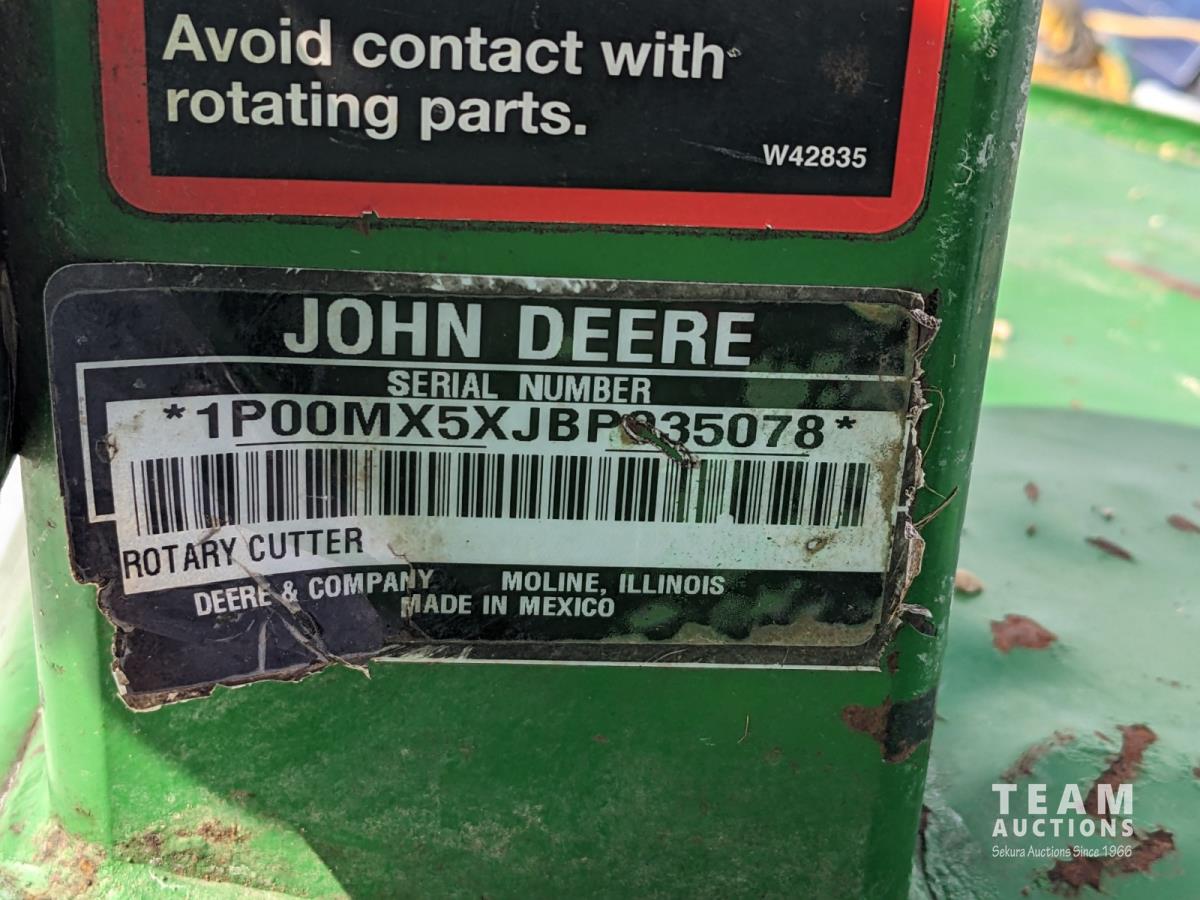 Avoid contact with
rotating parts.
W42835
JOHN DEERE
SERIAL NUMBER
ROTARY CUTTER
DEERE & COMPANY MOLINE, ILLINOIS
MADE IN MEXICO
TEAM
AUCTIONS
Sekura Auctions Since 1966